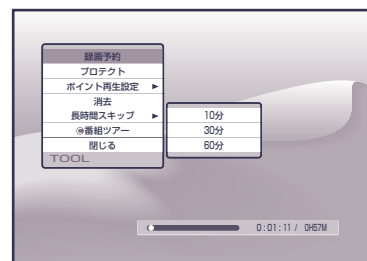 録画予約
プロテクト
ポイント再生設定 ▶
消去
長時間スキップ ▶
@番組ツアー
閉じる
TOOL
10分
30分
60分
0:01:11 / 0H57M